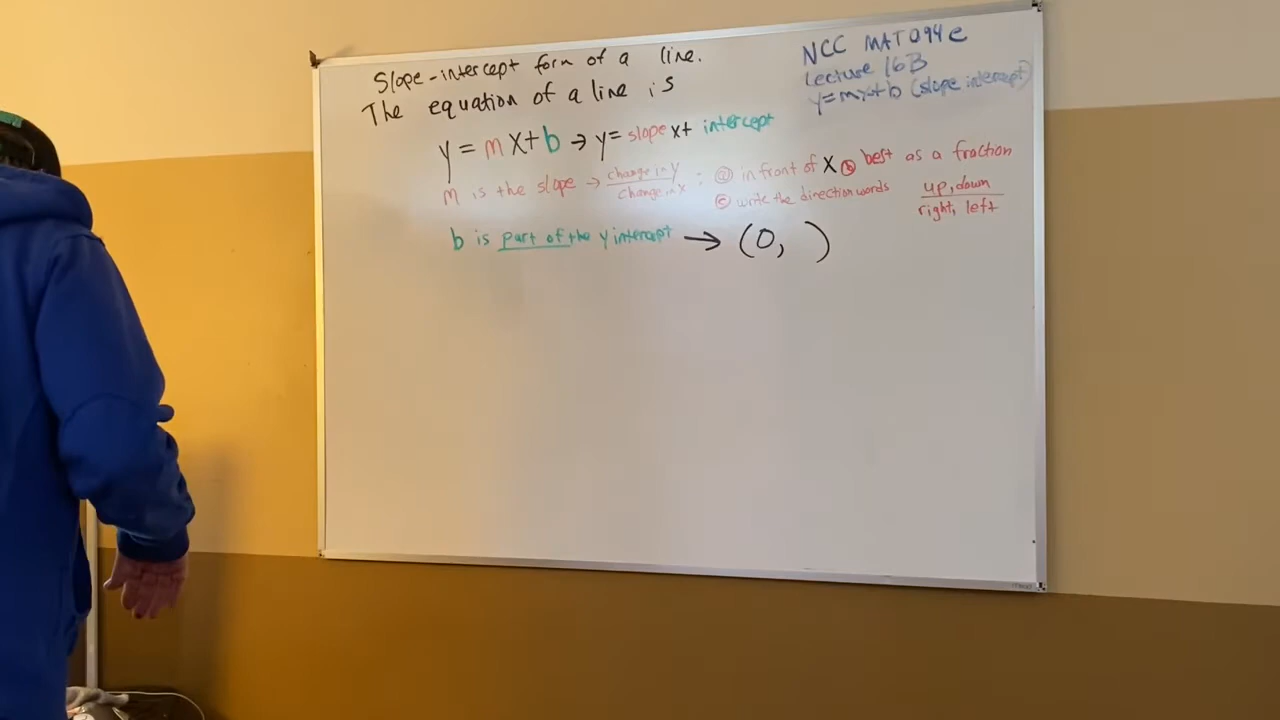 Slope-intercept form of a line.
The equation of a line is
y = mx+b → y = slope x + intercept
m is the slope → change in y / change in x : ⓐ in front of x ⓑ best as a fraction
ⓒ write the direction words up, down / right, left
b is part of the y intercept → (0, )
NCC MAT094e
Lecture 16B
y=mx+b (slope intercept)